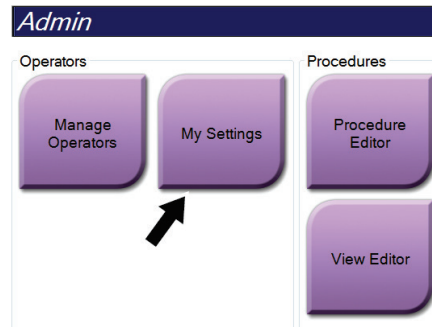 Admin
Operators
Procedures
Manage
Operators
My Settings
Procedure
Editor
View Editor